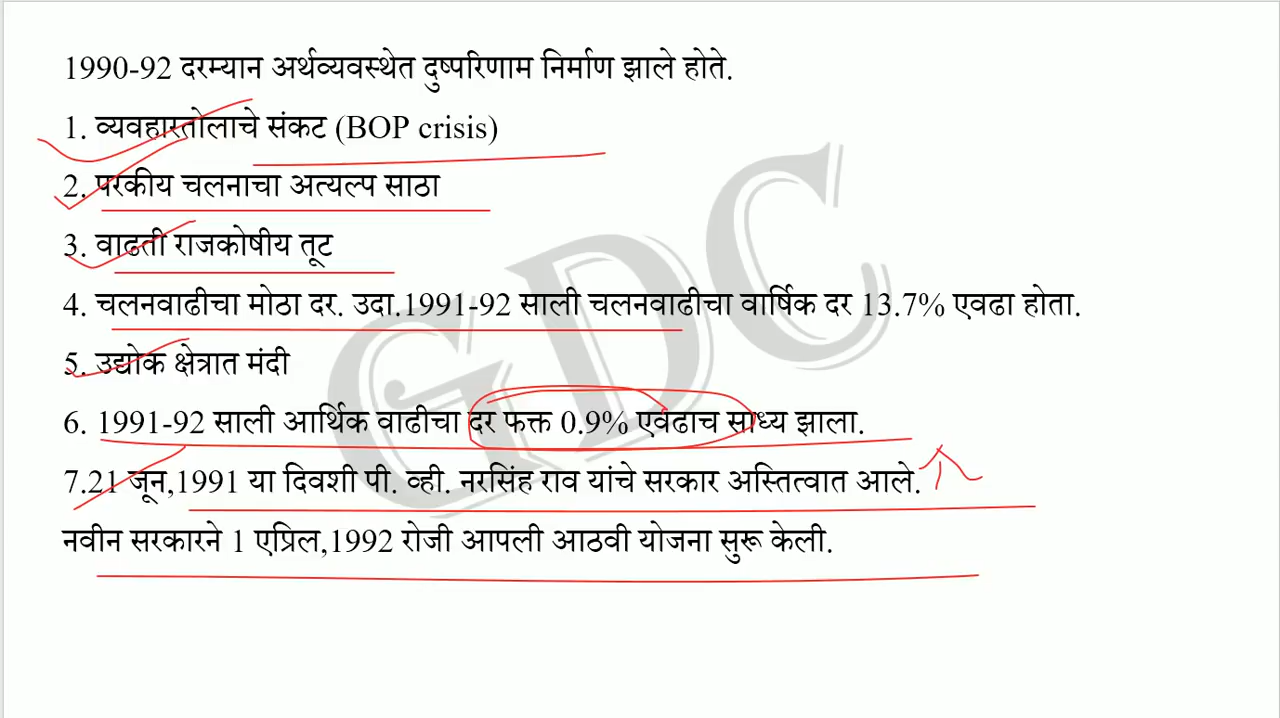 1990-92 दरम्यान अर्थव्यवस्थेत दुष्परिणाम निर्माण झाले होते.
1. व्यवहारतोलाचे संकट (BOP crisis)
2. परकीय चलनाचा अत्यल्प साठा
3. वाढती राजकोषीय तूट
4. चलनवाढीचा मोठा दर. उदा.1991-92 साली चलनवाढीचा वार्षिक दर 13.7% एवढा होता.
5. उद्योक क्षेत्रात मंदी
6. 1991-92 साली आर्थिक वाढीचा दर फक्त 0.9% एवढाच साध्य झाला.
7.21 जून,1991 या दिवशी पी. व्ही. नरसिंह राव यांचे सरकार अस्तित्वात आले.
नवीन सरकारने 1 एप्रिल,1992 रोजी आपली आठवी योजना सुरू केली.
GDC